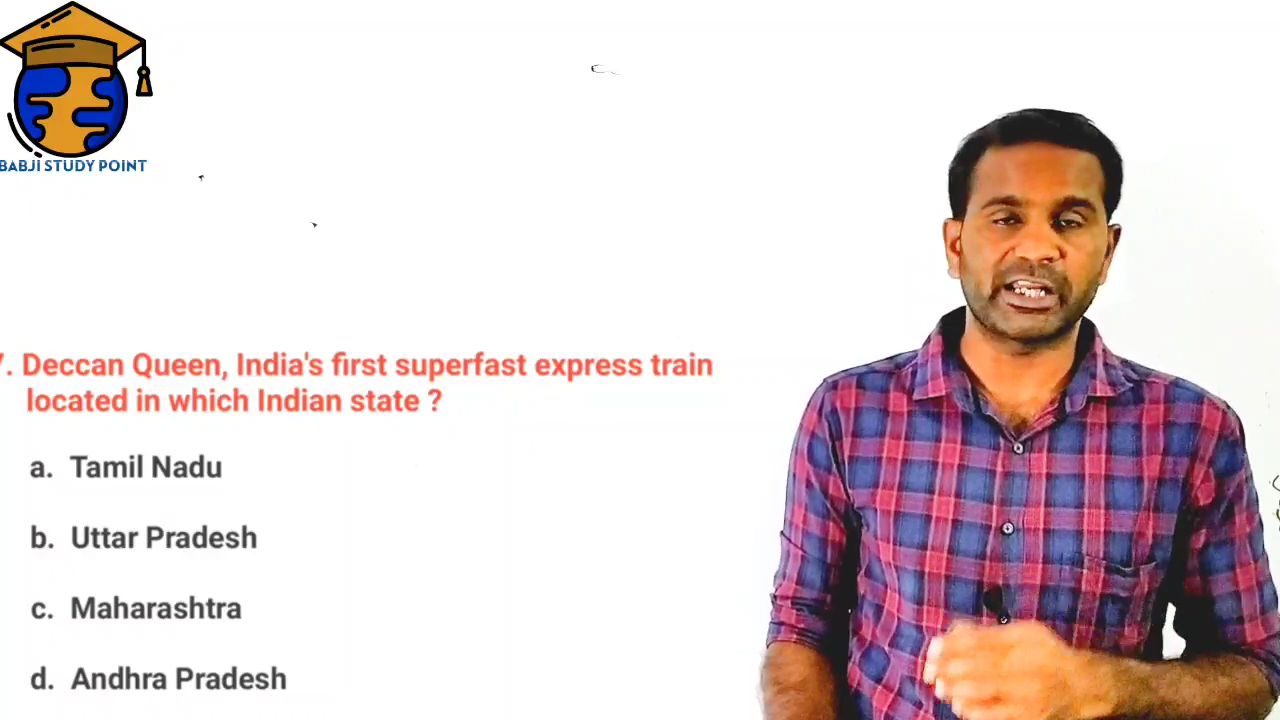 BABJI STUDY POINT
7. Deccan Queen, India's first superfast express train
located in which Indian state ?
a. Tamil Nadu
b. Uttar Pradesh
c. Maharashtra
d. Andhra Pradesh